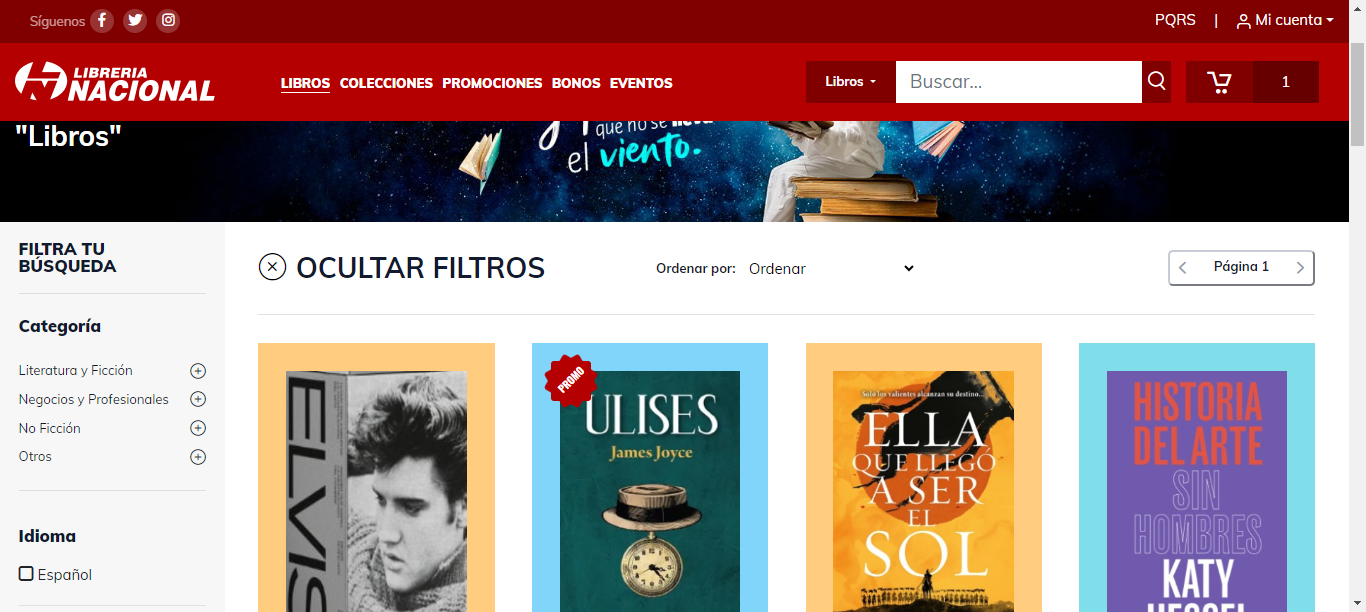 Síguenos
PQRS | Mi cuenta
LIBRERIA
NACIONAL
LIBROS COLECCIONES PROMOCIONES BONOS EVENTOS
Libros
Buscar...
1
"Libros"
que no se lleva
el viento.
FILTRA TU
BÚSQUEDA
OCULTAR FILTROS
Ordenar por: Ordenar
Página 1
Categoría
Literatura y Ficción
Negocios y Profesionales
No Ficción
Otros
Idioma
Español
ELVIS
PROMO
ULISES
James Joyce
Solo los valientes alcanzan su destino...
ELLA
QUE LLEGÓ
A SER
EL
SOL
HISTORIA
DEL ARTE
SIN
HOMBRES
KATY
HESSEL